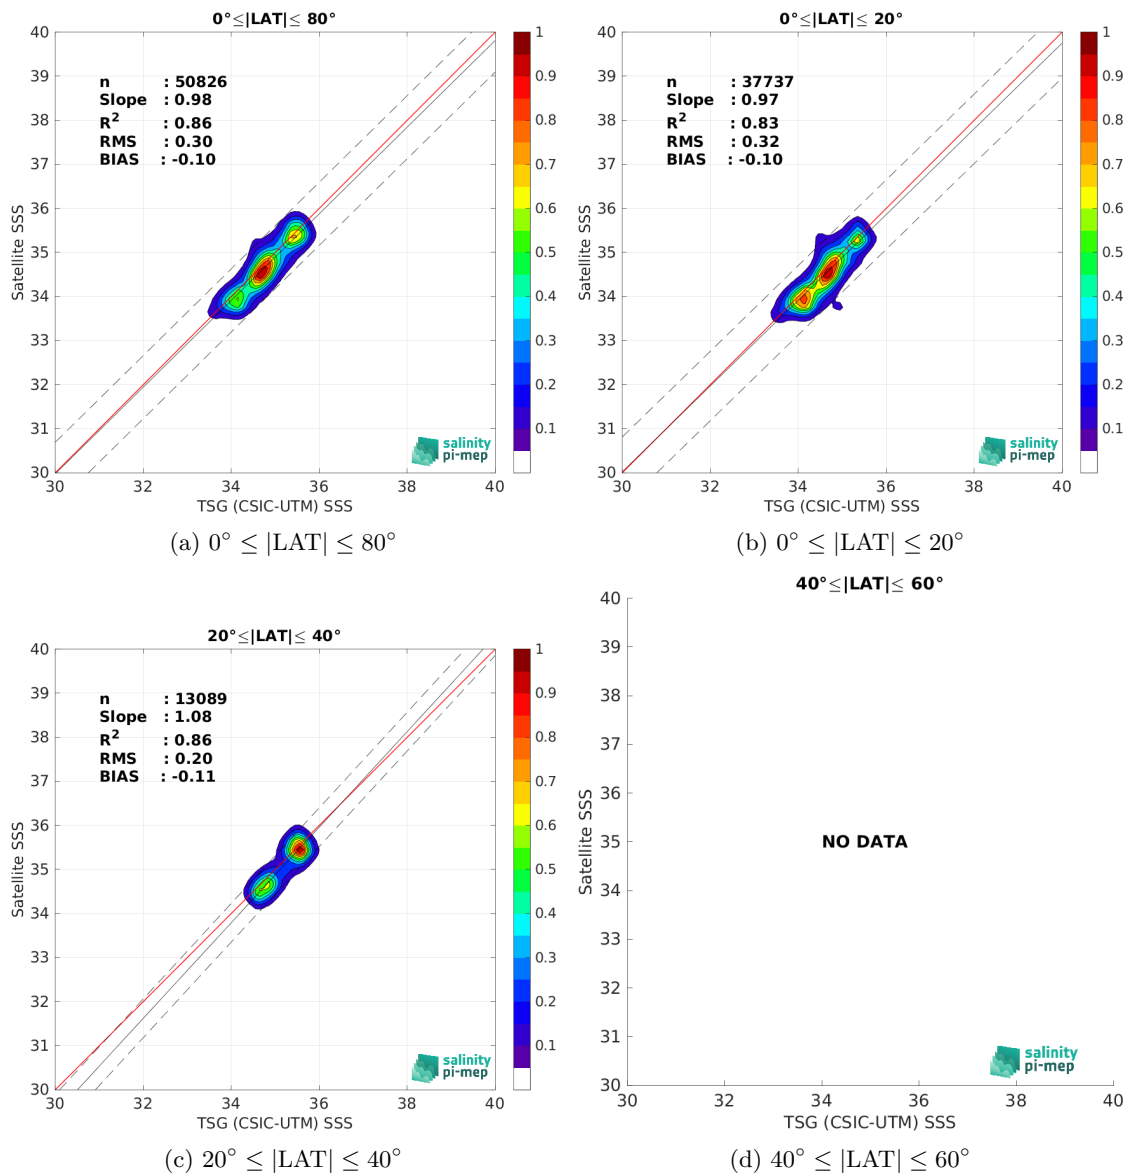 0°≤|LAT|≤ 80°
40
39
38
37
36
35
34
33
32
31
30
Satellite SSS
n : 50826
Slope : 0.98
R2 : 0.86
RMS : 0.30
BIAS : -0.10
1
0.9
0.8
0.7
0.6
0.5
0.4
0.3
0.2
0.1
salinity
pi-mep
30 32 34 36 38 40
TSG (CSIC-UTM) SSS
(a) 0° ≤ |LAT| ≤ 80°
0°≤|LAT|≤ 20°
40
39
38
37
36
35
34
33
32
31
30
Satellite SSS
n : 37737
Slope : 0.97
R2 : 0.83
RMS : 0.32
BIAS : -0.10
1
0.9
0.8
0.7
0.6
0.5
0.4
0.3
0.2
0.1
salinity
pi-mep
30 32 34 36 38 40
TSG (CSIC-UTM) SSS
(b) 0° ≤ |LAT| ≤ 20°
20°≤|LAT|≤ 40°
40
39
38
37
36
35
34
33
32
31
30
Satellite SSS
n : 13089
Slope : 1.08
R2 : 0.86
RMS : 0.20
BIAS : -0.11
1
0.9
0.8
0.7
0.6
0.5
0.4
0.3
0.2
0.1
salinity
pi-mep
30 32 34 36 38 40
TSG (CSIC-UTM) SSS
(c) 20° ≤ |LAT| ≤ 40°
40°≤|LAT|≤ 60°
40
39
38
37
36
35
34
33
32
31
30
Satellite SSS
NO DATA
salinity
pi-mep
30 32 34 36 38 40
TSG (CSIC-UTM) SSS
(d) 40° ≤ |LAT| ≤ 60°